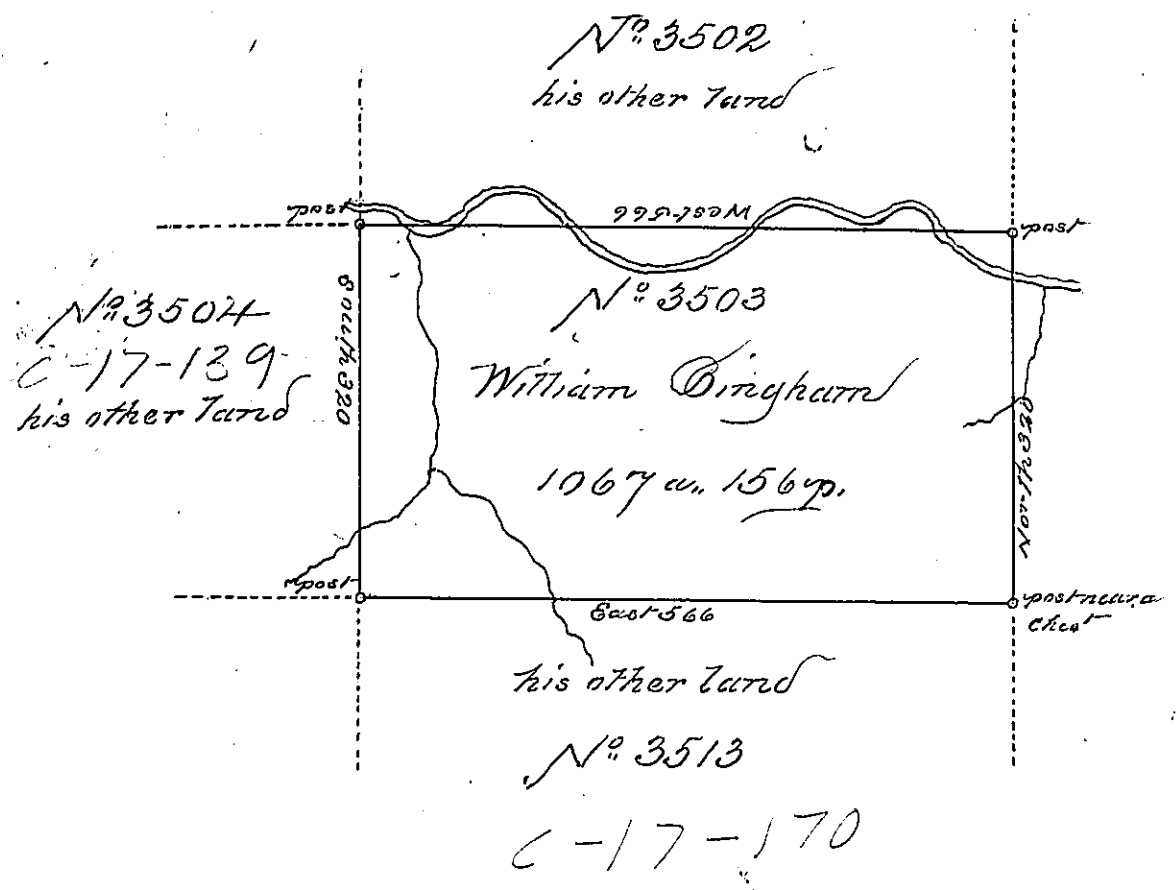 No 3502
his other land
post
West 566
post
No 3504
C-17-139
his other land
South 320
No 3503
William Bingham
1067 a.. 156 p.
North 320
post
East 566
post near a
Chest
his other land
No 3513
C-17-170